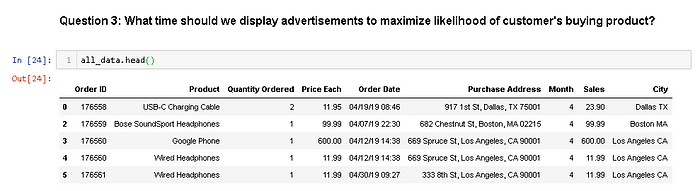 Question 3: What time should we display advertisements to maximize likelihood of customer's buying product?
In [24]: 1 all_data.head()
Out[24]:
Order ID Product Quantity Ordered Price Each Order Date Purchase Address Month Sales City
0 176558 USB-C Charging Cable 2 11.95 04/19/19 08:46 917 1st St, Dallas, TX 75001 4 23.90 Dallas TX
2 176559 Bose SoundSport Headphones 1 99.99 04/07/19 22:30 682 Chestnut St, Boston, MA 02215 4 99.99 Boston MA
3 176560 Google Phone 1 600.00 04/12/19 14:38 669 Spruce St, Los Angeles, CA 90001 4 600.00 Los Angeles CA
4 176560 Wired Headphones 1 11.99 04/12/19 14:38 669 Spruce St, Los Angeles, CA 90001 4 11.99 Los Angeles CA
5 176561 Wired Headphones 1 11.99 04/30/19 09:27 333 8th St, Los Angeles, CA 90001 4 11.99 Los Angeles CA